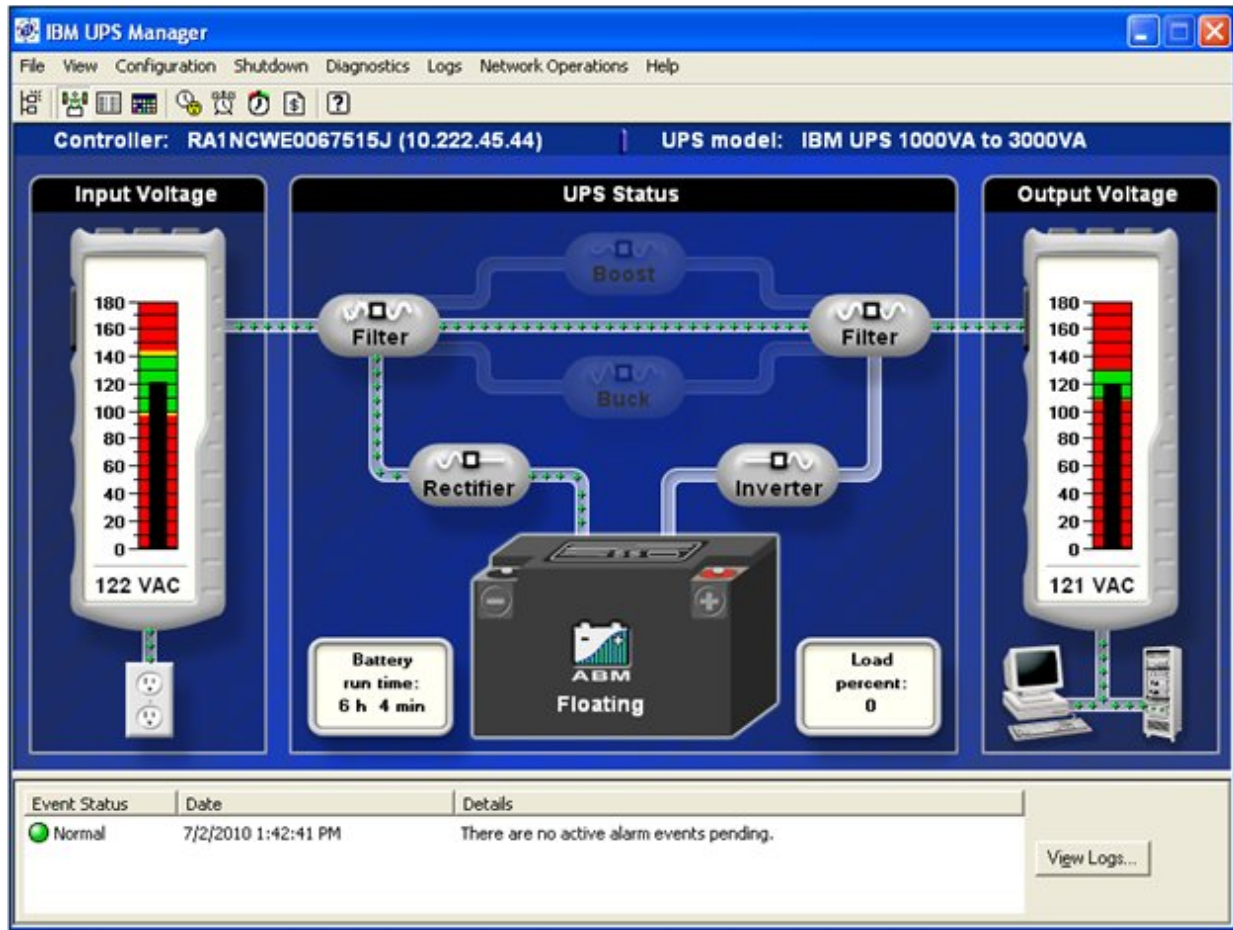 IBM UPS Manager
File View Configuration Shutdown Diagnostics Logs Network Operations Help
Controller: RA1NCWE0067515J (10.222.45.44) UPS model: IBM UPS 1000VA to 3000VA
Input Voltage
180
160
140
120
100
80
60
40
20
0
122 VAC
UPS Status
Boost
Filter
Filter
Buck
Rectifier
Inverter
Battery
run time:
6 h 4 min
ABM
Floating
Load
percent:
0
Output Voltage
180
160
140
120
100
80
60
40
20
0
121 VAC
Event Status Date Details
Normal 7/2/2010 1:42:41 PM There are no active alarm events pending.
View Logs...